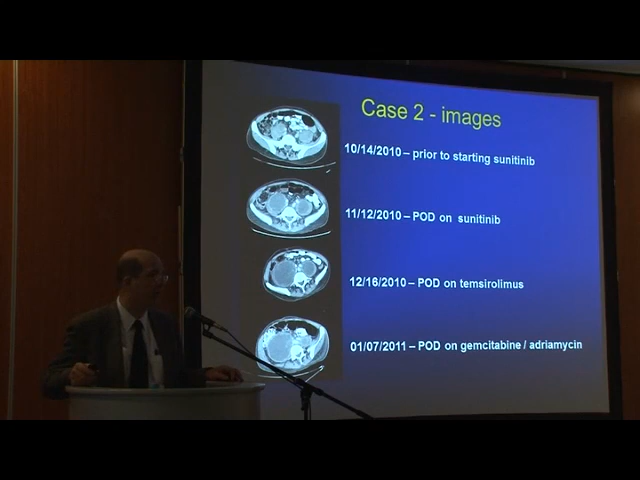 Case 2 - images
10/14/2010 – prior to starting sunitinib
11/12/2010 – POD on sunitinib
12/16/2010 – POD on temsirolimus
01/07/2011 – POD on gemcitabine / adriamycin